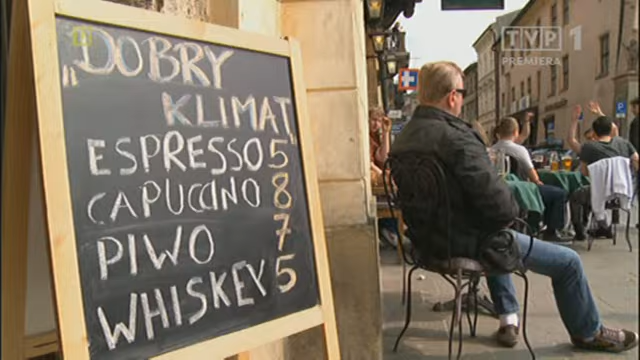 „DOBRY
KLIMAT"
ESPRESSO 5
CAPUCCINO 8
PIWO 7
WHISKEY 5
TVP 1
PREMIERA